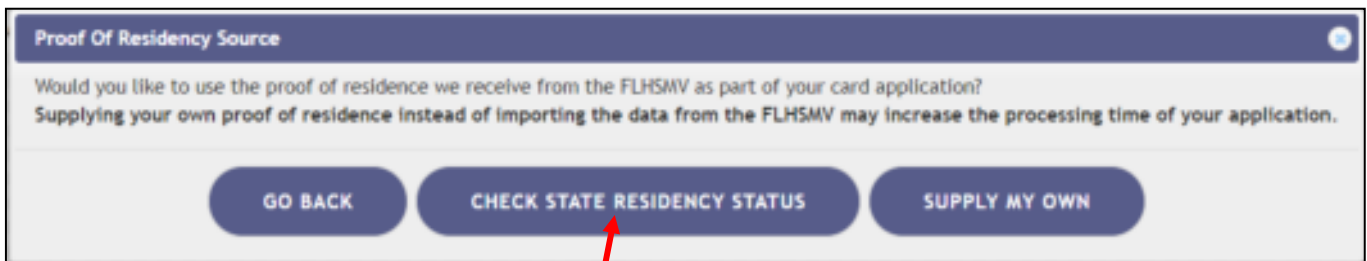 Proof Of Residency Source
Would you like to use the proof of residence we receive from the FLHSMV as part of your card application?
Supplying your own proof of residence instead of importing the data from the FLHSMV may increase the processing time of your application.
GO BACK
CHECK STATE RESIDENCY STATUS
SUPPLY MY OWN